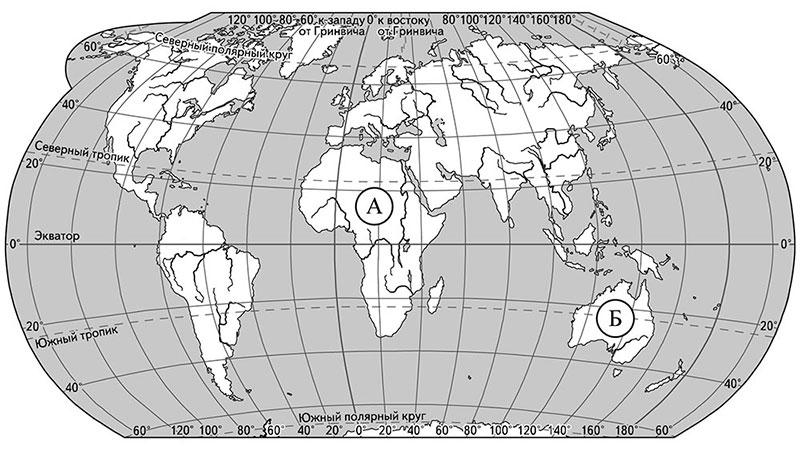 120° 100° 80° 60° к западу 0° к востоку 80° 100° 120° 140° 160° 180°
от Гринвича от Гринвича
Северный полярный круг
60° 60°
40° 40°
Северный тропик
20° 20°
А
Экватор
0° 0°
Б
20° 20°
Южный тропик
40° 40°
Южный полярный круг
60° 120° 100° 80° 60° 40° 20° 0° 20° 40° 60° 80° 100° 120° 140° 160° 180° 60°